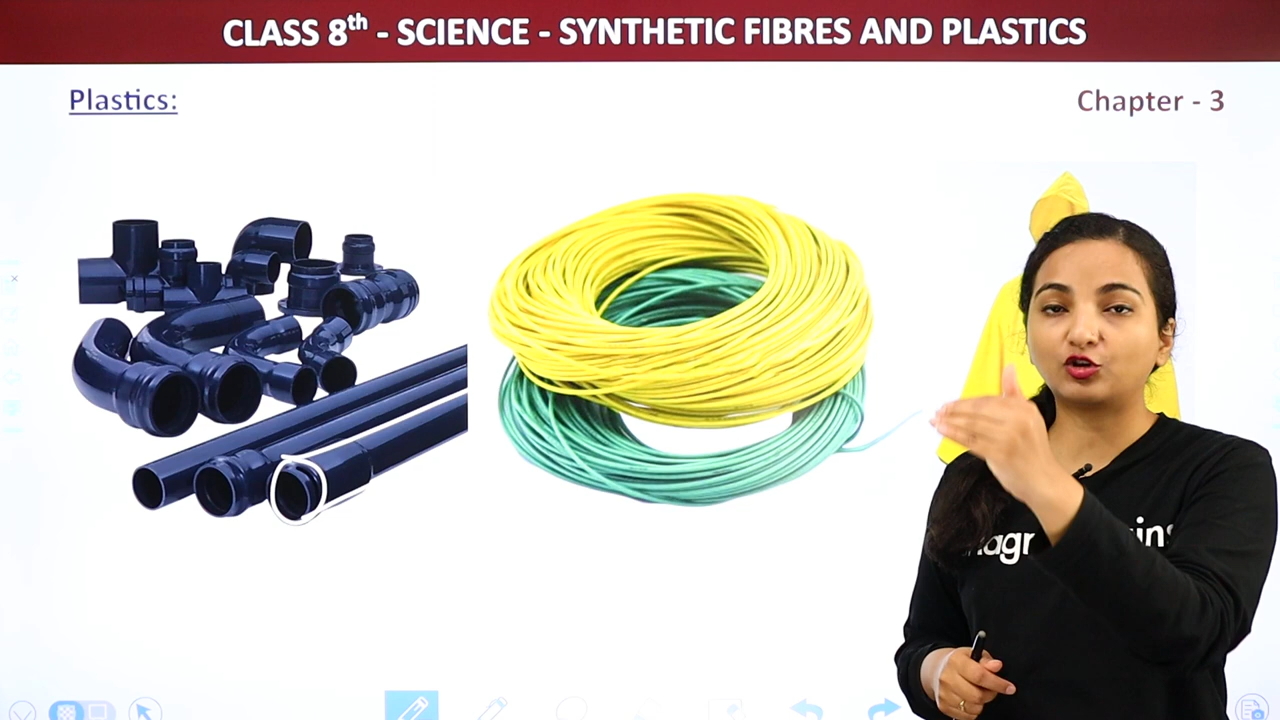 CLASS 8th - SCIENCE - SYNTHETIC FIBRES AND PLASTICS
Plastics:
Chapter - 3